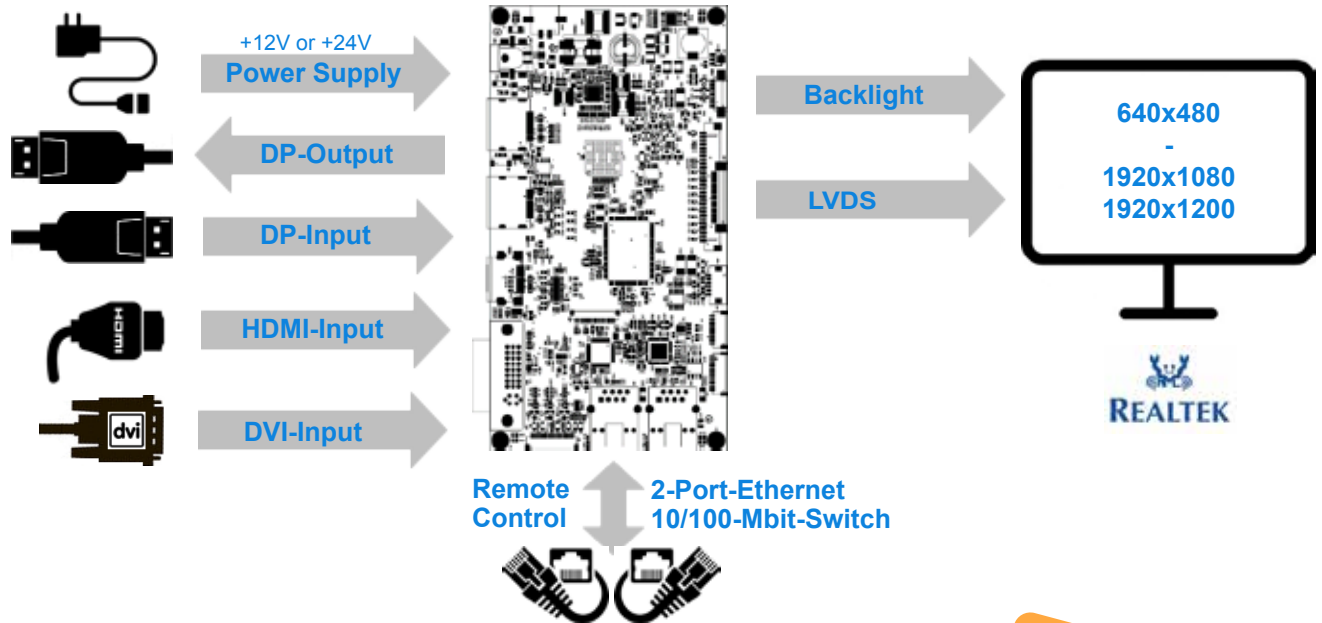 +12V or +24V
Power Supply
DP-Output
DP-Input
HDMI
HDMI-Input
dvi
DVI-Input
Backlight
LVDS
640x480
-
1920x1080
1920x1200
REALTEK
Remote
Control
2-Port-Ethernet
10/100-Mbit-Switch